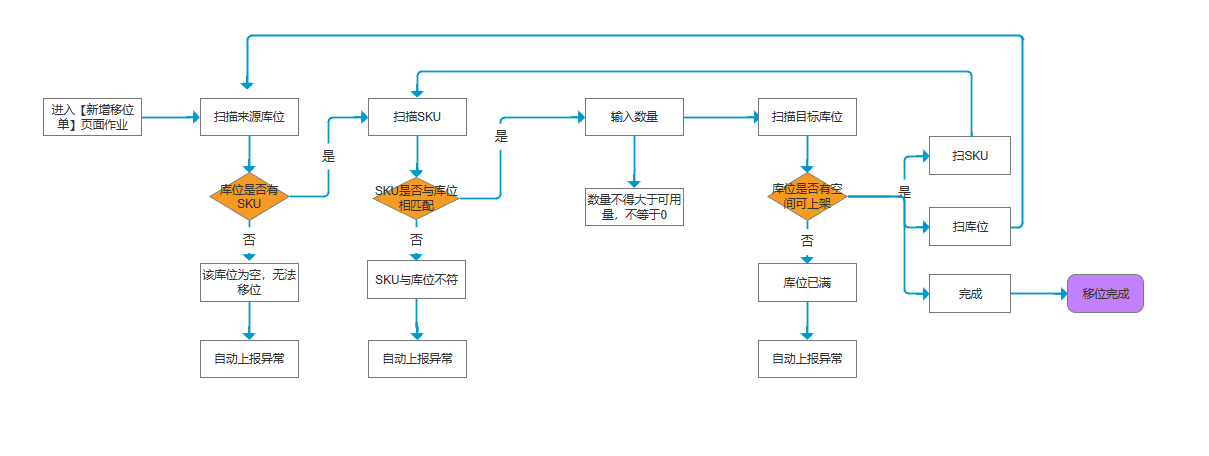 进入【新增移位
单】页面作业
扫描来源库位
扫描SKU
输入数量
扫描目标库位
是
是
扫SKU
库位是否有
SKU
SKU是否与库位
相匹配
数量不得大于可用
量，不等于0
库位是否有空
间可上架
是
扫库位
否
否
否
该库位为空，无法
移位
SKU与库位不符
库位已满
完成
移位完成
自动上报异常
自动上报异常
自动上报异常